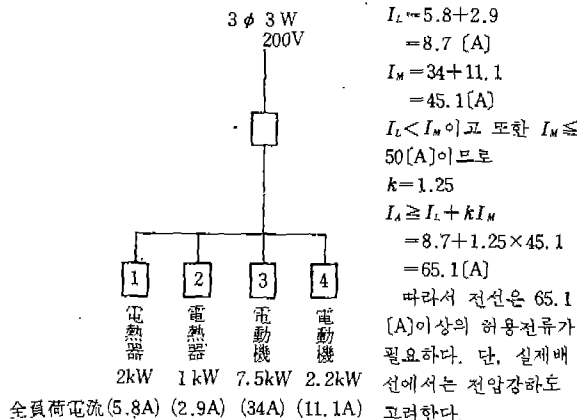 3 φ 3 W
200V
1
2
3
4
電熱器
電熱器
電動機
電動機
2kW
1kW
7.5kW
2.2kW
全負荷電流(5.8A) (2.9A) (34A) (11.1A)
I_L=5.8+2.9
=8.7 [A]
I_M=34+11.1
=45.1[A]
I_L<I_M이고 또한 I_M≦
50[A]이므로
k=1.25
I_A≧I_L+kI_M
=8.7+1.25×45.1
=65.1[A]
따라서 전선은 65.1
[A]이상의 허용전류가
필요하다. 단, 실제배
선에서는 전압강하도
고려한다.